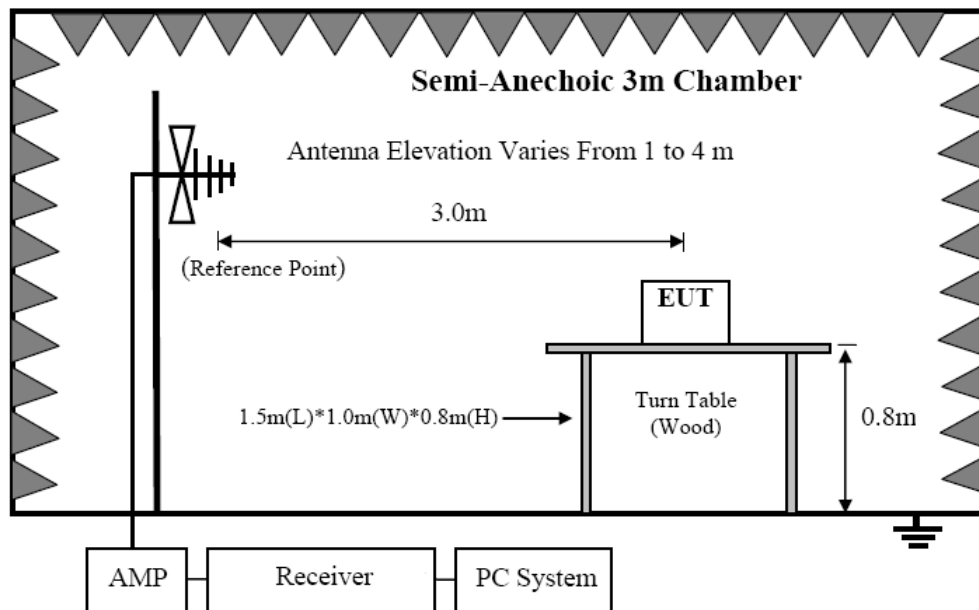 Semi-Anechoic 3m Chamber
Antenna Elevation Varies From 1 to 4 m
3.0m
(Reference Point)
EUT
1.5m(L)*1.0m(W)*0.8m(H)
Turn Table
(Wood)
0.8m
AMP
Receiver
PC System